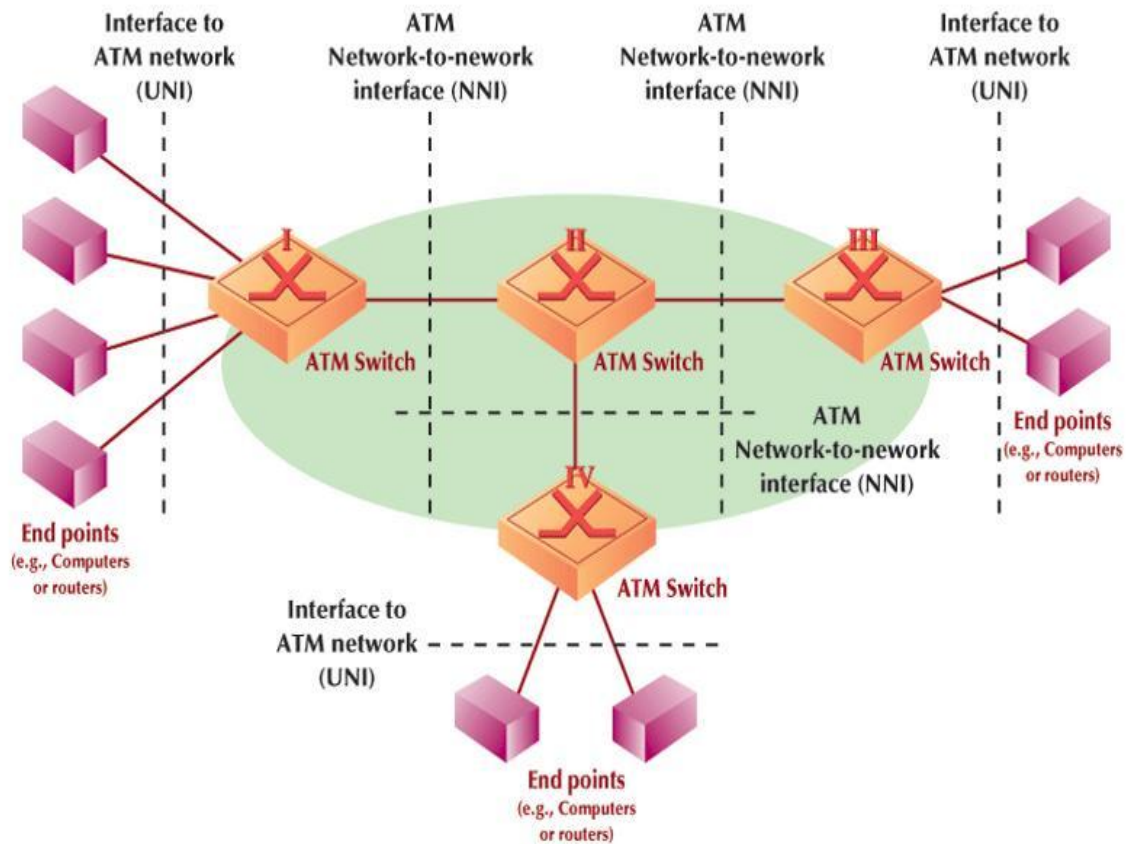 Interface to
ATM network
(UNI)
ATM
Network-to-nework
interface (NNI)
ATM
Network-to-nework
interface (NNI)
Interface to
ATM network
(UNI)
I
II
III
ATM Switch
ATM Switch
ATM Switch
ATM
Network-to-nework
interface (NNI)
End points
(e.g., Computers
or routers)
IV
End points
(e.g., Computers
or routers)
ATM Switch
Interface to
ATM network
(UNI)
End points
(e.g., Computers
or routers)